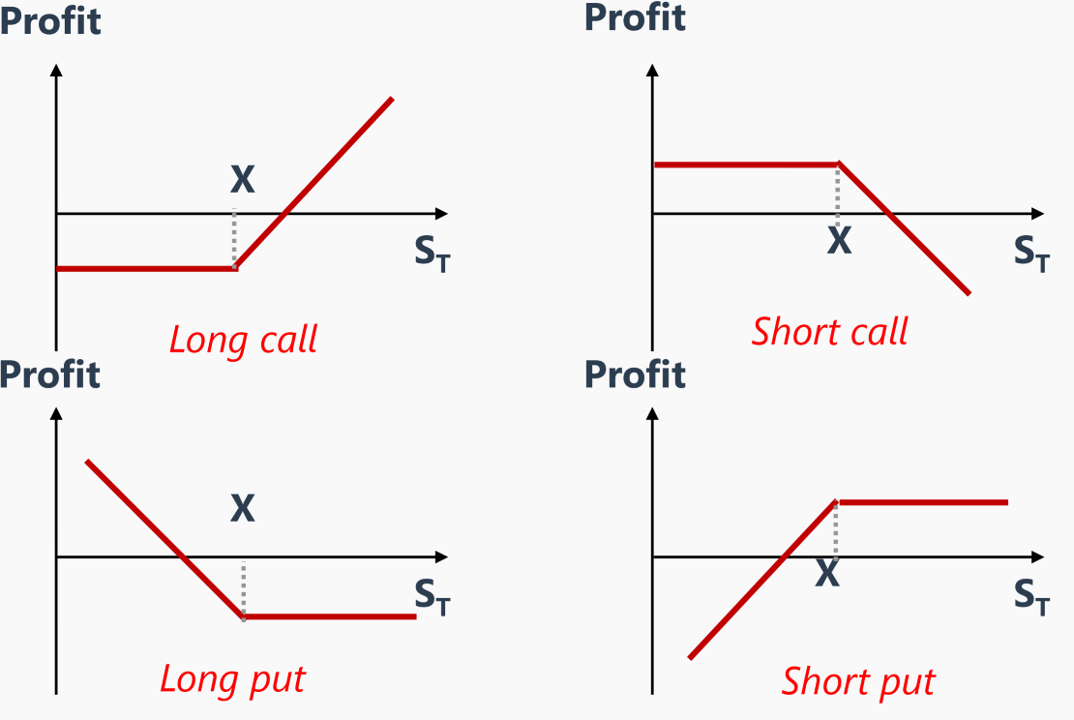 Profit
X
S_T
Long call
Profit
X
S_T
Short call
Profit
X
S_T
Long put
Profit
X
S_T
Short put